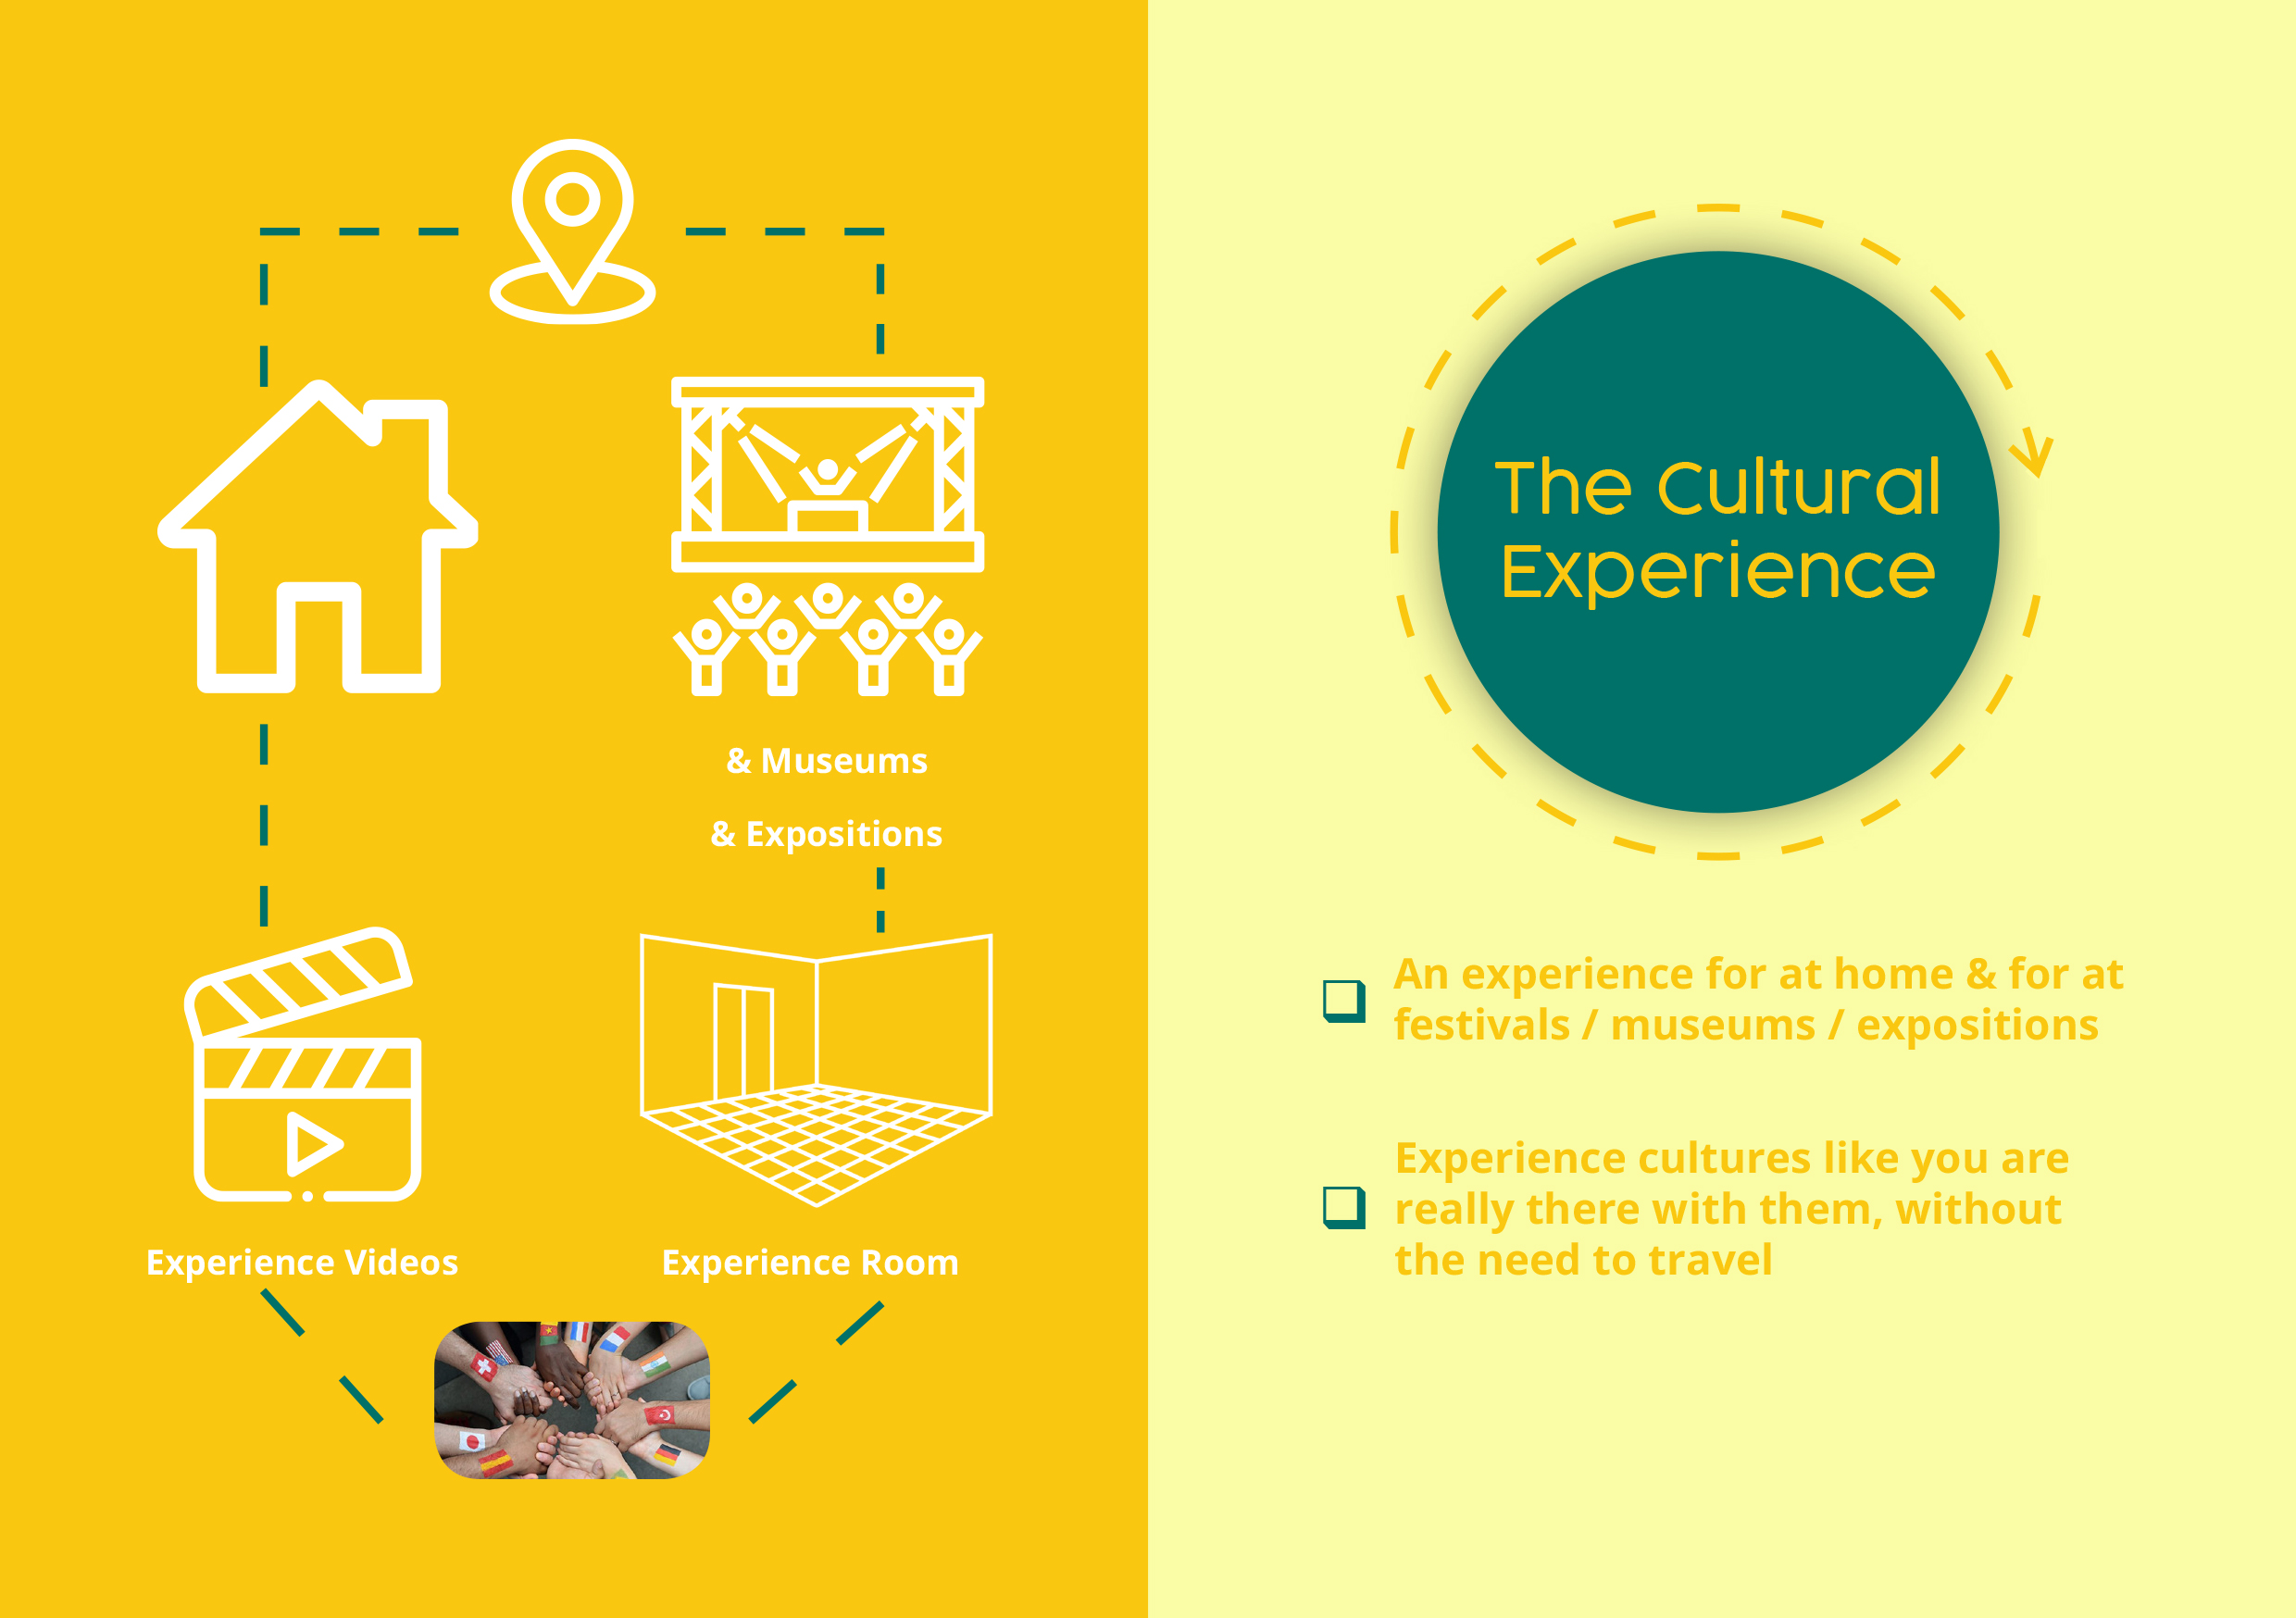 & Museums
& Expositions
Experience Videos
Experience Room
The Cultural
Experience
An experience for at home & for at
festivals / museums / expositions
Experience cultures like you are
really there with them, without
the need to travel